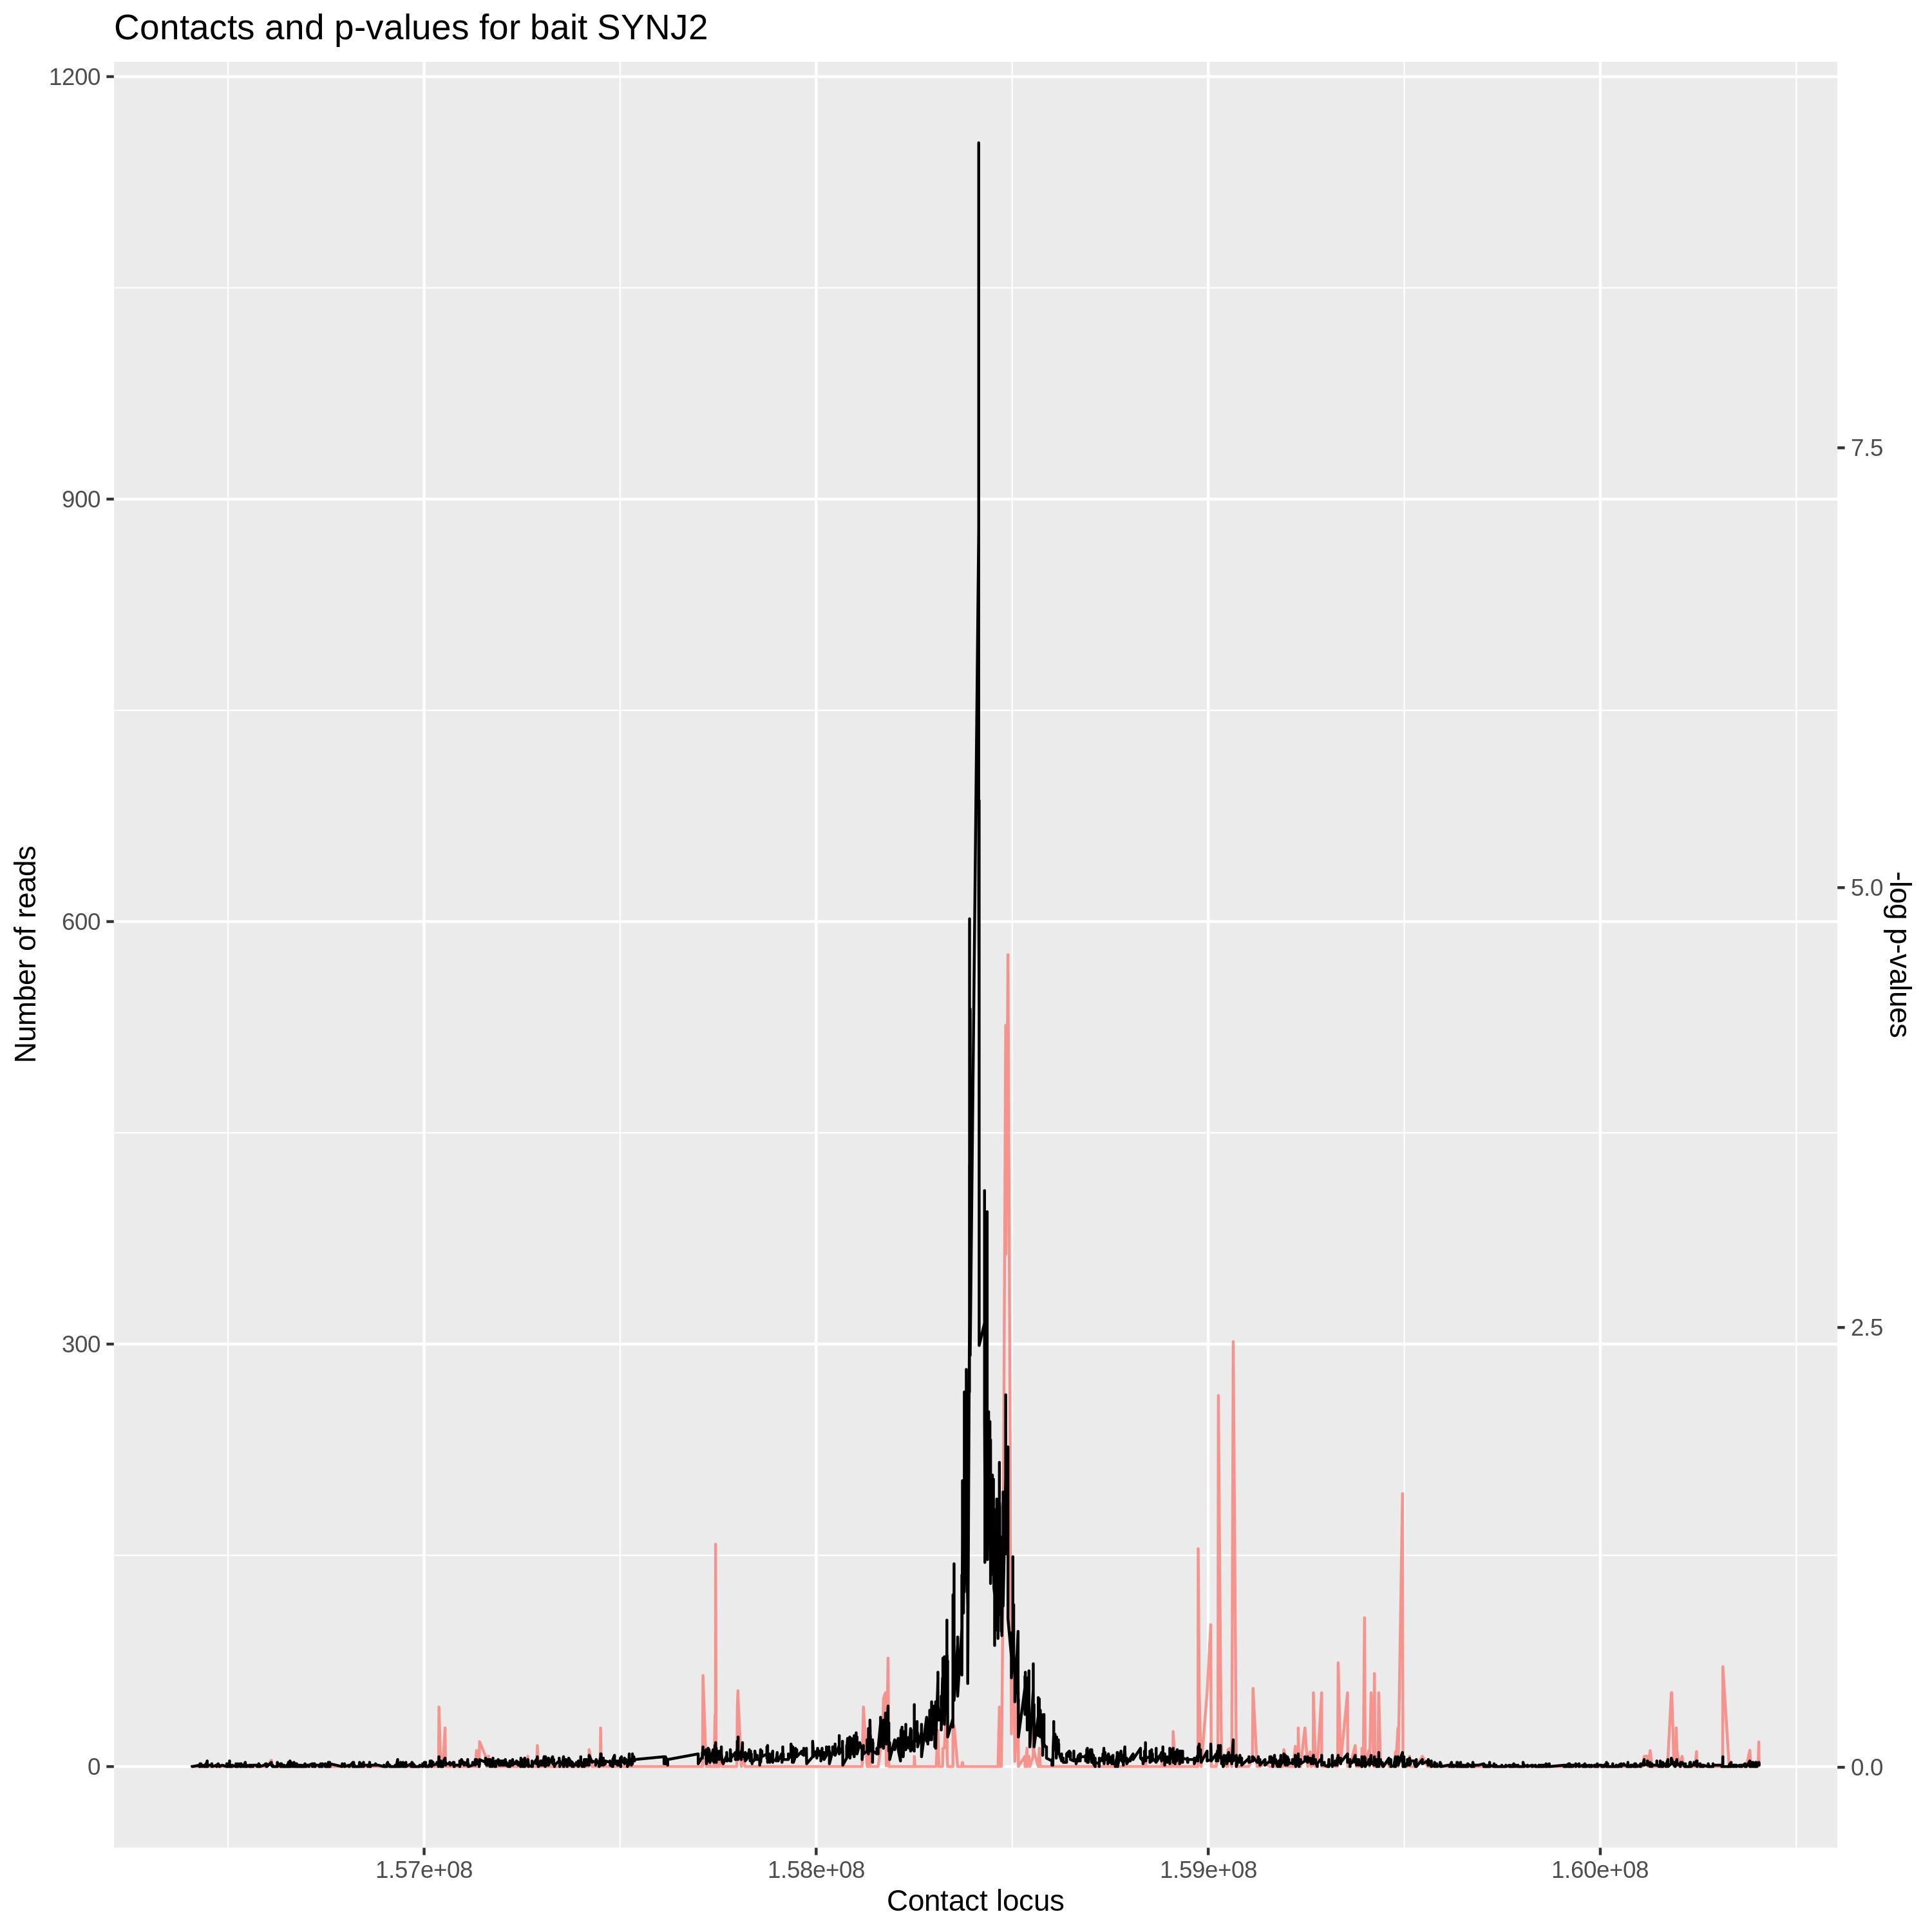 Contacts and p-values for bait SYNJ2
1200
900
600
300
0
Number of reads
7.5
5.0
2.5
0.0
-log p-values
1.57e+08
1.58e+08
1.59e+08
1.60e+08
Contact locus